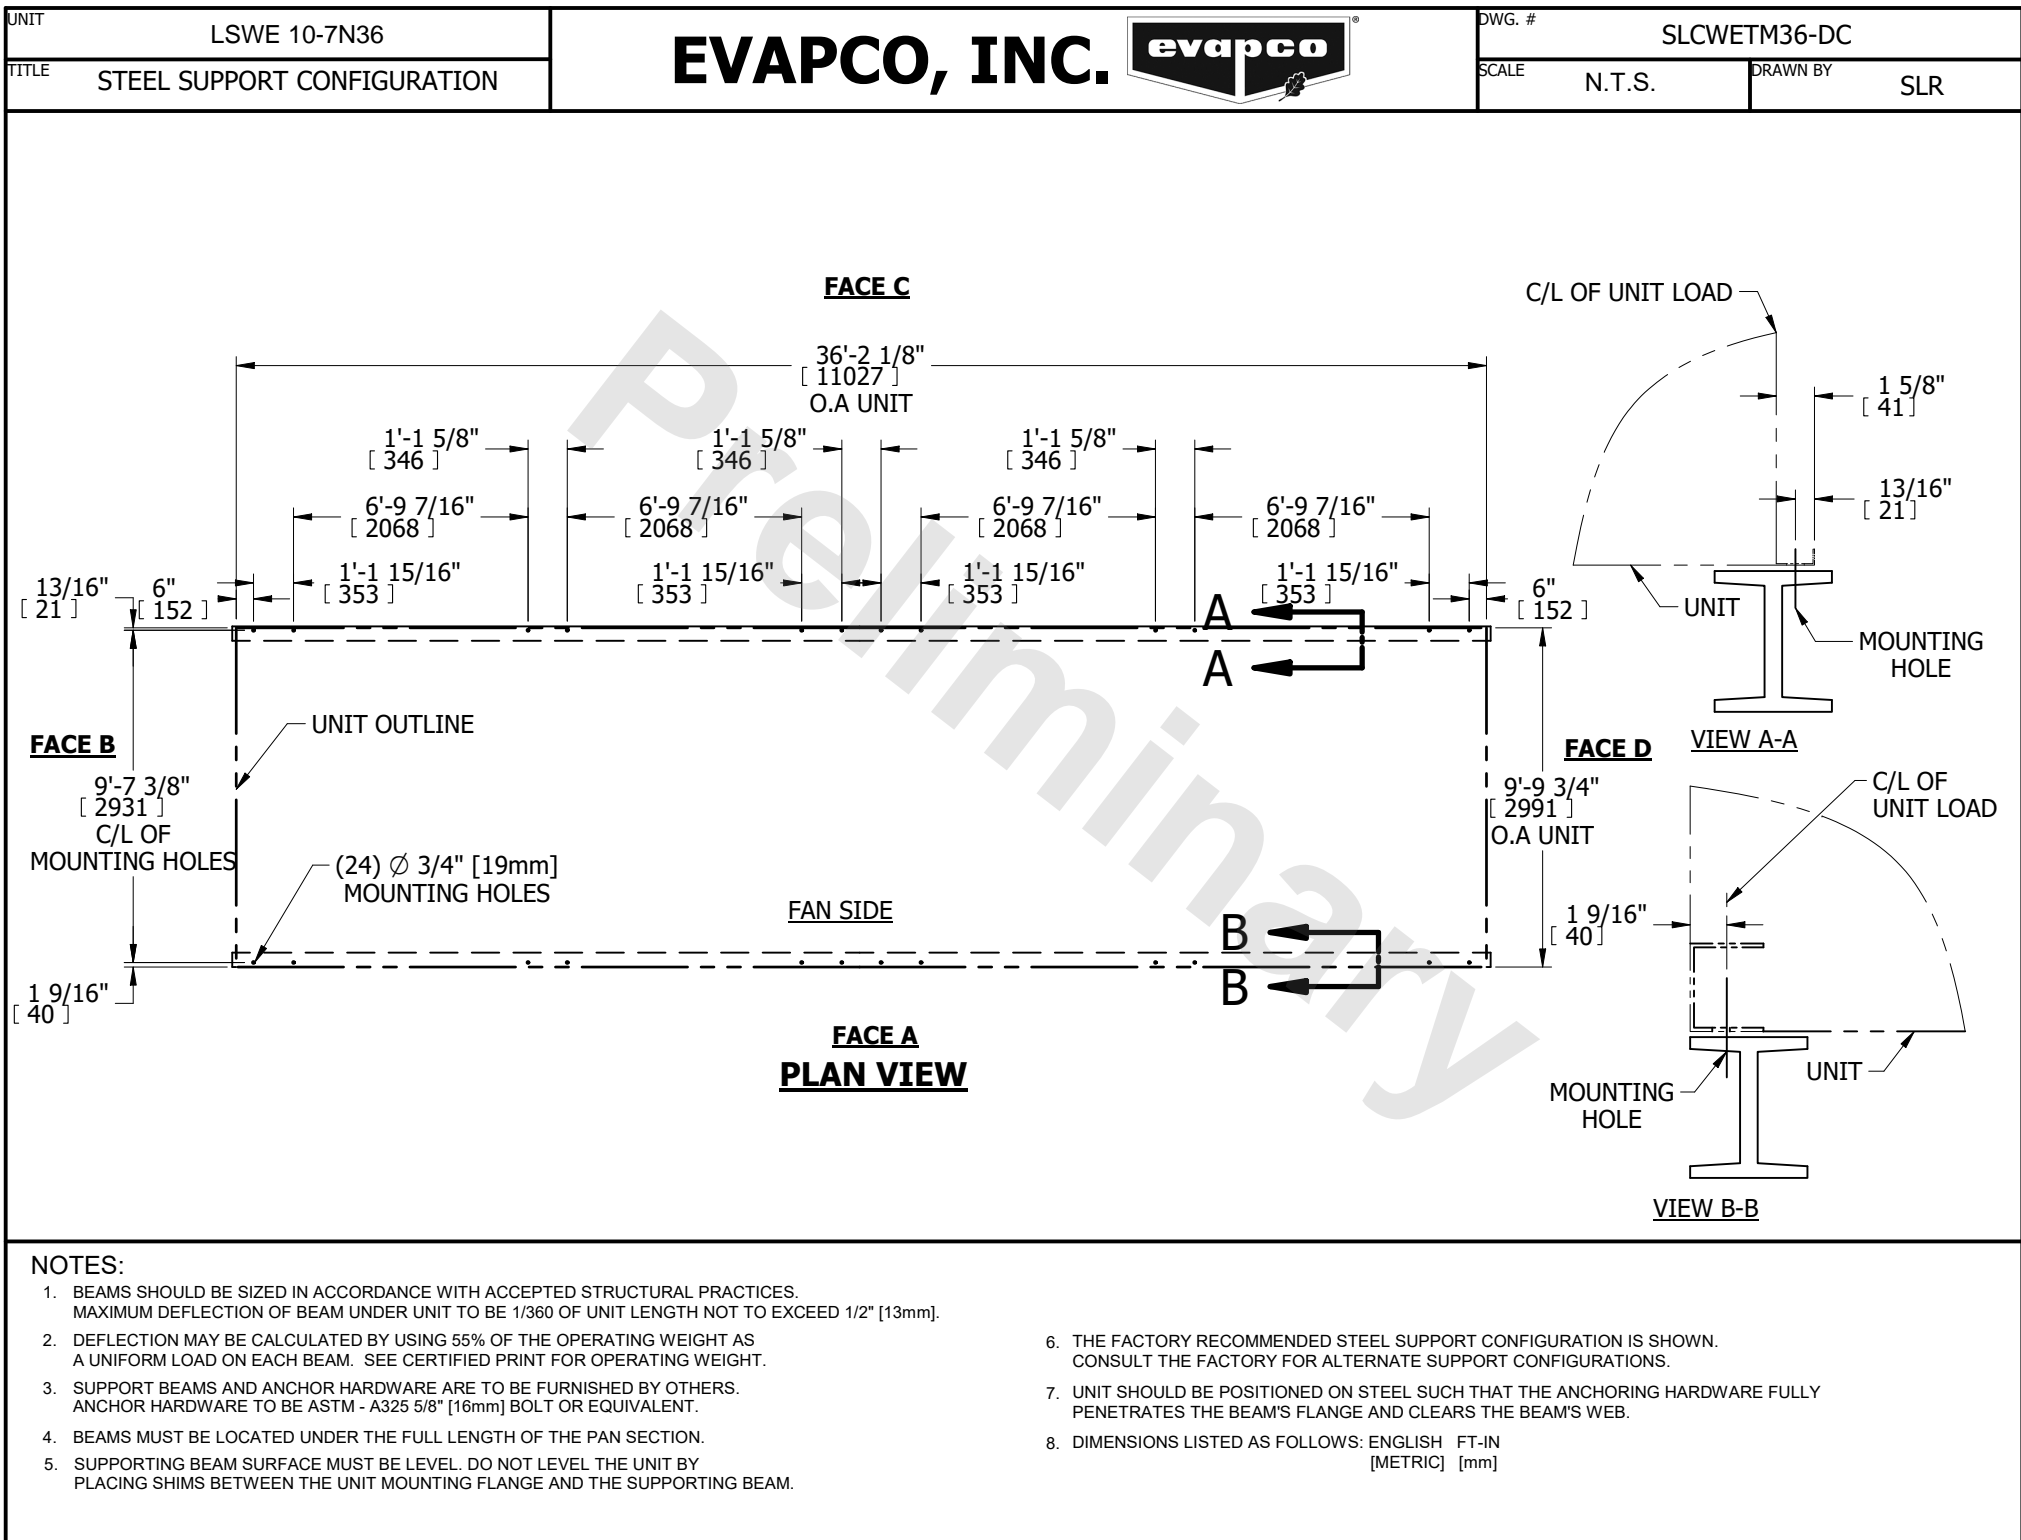 UNIT
LSWE 10-7N36
TITLE
STEEL SUPPORT CONFIGURATION
EVAPCO, INC.
evapco
®
DWG. #
SLCWETM36-DC
SCALE
N.T.S.
DRAWN BY
SLR
Preliminary
FACE C
36'-2 1/8"
[ 11027 ]
O.A UNIT
1'-1 5/8"
[ 346 ]
1'-1 5/8"
[ 346 ]
1'-1 5/8"
[ 346 ]
6'-9 7/16"
[ 2068 ]
6'-9 7/16"
[ 2068 ]
6'-9 7/16"
[ 2068 ]
6'-9 7/16"
[ 2068 ]
13/16"
[ 21 ]
6"
[ 152 ]
1'-1 15/16"
[ 353 ]
1'-1 15/16"
[ 353 ]
1'-1 15/16"
[ 353 ]
1'-1 15/16"
[ 353 ]
6"
[ 152 ]
A
A
UNIT OUTLINE
FACE B
9'-7 3/8"
[ 2931 ]
C/L OF
MOUNTING HOLES
(24) Ø 3/4" [19mm]
MOUNTING HOLES
FAN SIDE
B
B
1 9/16"
[ 40 ]
FACE A
PLAN VIEW
FACE D
9'-9 3/4"
[ 2991 ]
O.A UNIT
C/L OF UNIT LOAD
1 5/8"
[ 41 ]
13/16"
[ 21 ]
UNIT
MOUNTING
HOLE
VIEW A-A
C/L OF
UNIT LOAD
1 9/16"
[ 40 ]
UNIT
MOUNTING
HOLE
VIEW B-B
NOTES:
1. BEAMS SHOULD BE SIZED IN ACCORDANCE WITH ACCEPTED STRUCTURAL PRACTICES.
MAXIMUM DEFLECTION OF BEAM UNDER UNIT TO BE 1/360 OF UNIT LENGTH NOT TO EXCEED 1/2" [13mm].
2. DEFLECTION MAY BE CALCULATED BY USING 55% OF THE OPERATING WEIGHT AS
A UNIFORM LOAD ON EACH BEAM. SEE CERTIFIED PRINT FOR OPERATING WEIGHT.
3. SUPPORT BEAMS AND ANCHOR HARDWARE ARE TO BE FURNISHED BY OTHERS.
ANCHOR HARDWARE TO BE ASTM - A325 5/8" [16mm] BOLT OR EQUIVALENT.
4. BEAMS MUST BE LOCATED UNDER THE FULL LENGTH OF THE PAN SECTION.
5. SUPPORTING BEAM SURFACE MUST BE LEVEL. DO NOT LEVEL THE UNIT BY
PLACING SHIMS BETWEEN THE UNIT MOUNTING FLANGE AND THE SUPPORTING BEAM.
6. THE FACTORY RECOMMENDED STEEL SUPPORT CONFIGURATION IS SHOWN.
CONSULT THE FACTORY FOR ALTERNATE SUPPORT CONFIGURATIONS.
7. UNIT SHOULD BE POSITIONED ON STEEL SUCH THAT THE ANCHORING HARDWARE FULLY
PENETRATES THE BEAM'S FLANGE AND CLEARS THE BEAM'S WEB.
8. DIMENSIONS LISTED AS FOLLOWS: ENGLISH FT-IN
[METRIC] [mm]